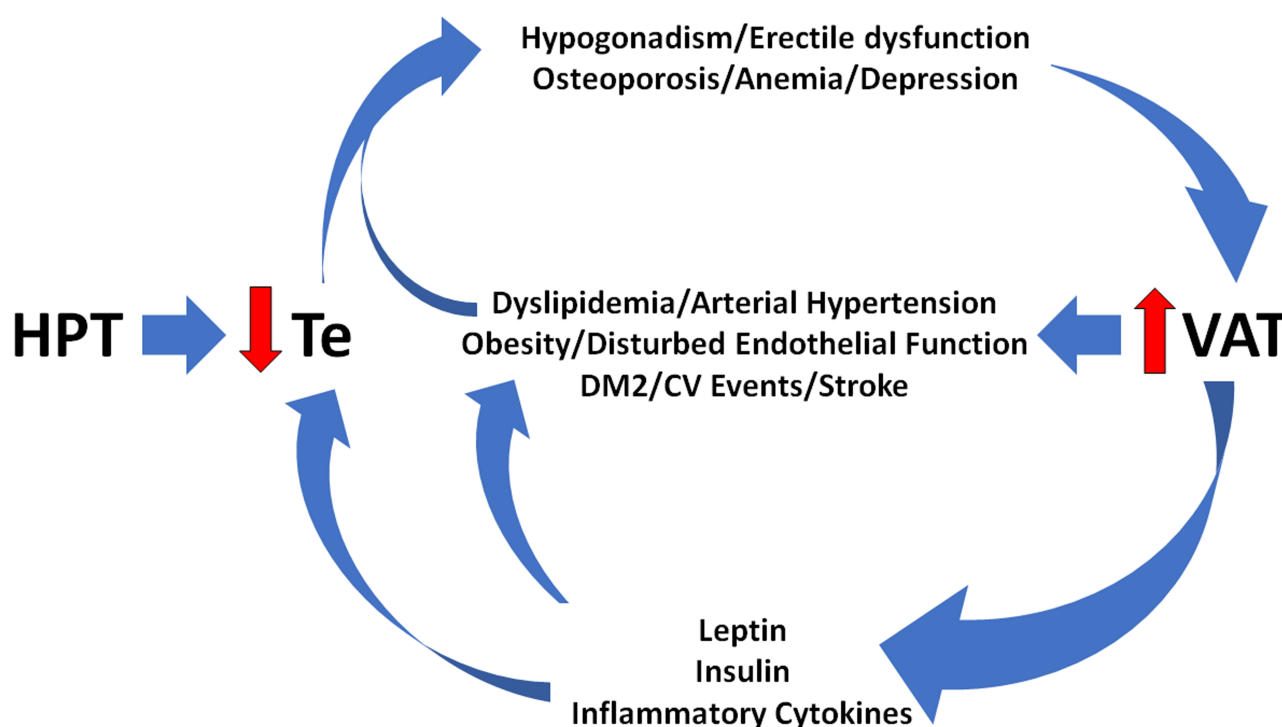 Hypogonadism/Erectile dysfunction
Osteoporosis/Anemia/Depression
HPT
Te
Dyslipidemia/Arterial Hypertension
Obesity/Disturbed Endothelial Function
DM2/CV Events/Stroke
VAT
Leptin
Insulin
Inflammatory Cytokines